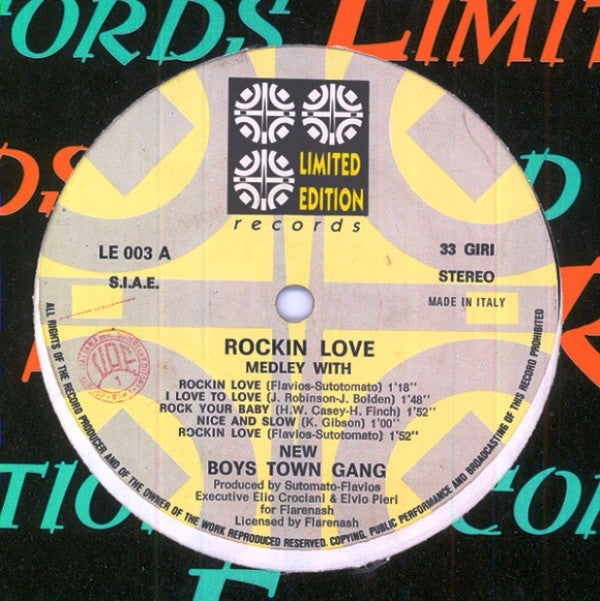 ORDS LIMIT
LIMITED
EDITION
records
LE 003 A
S.I.A.E.
33 GIRI
STEREO
MADE IN ITALY
ROCKIN LOVE
MEDLEY WITH
ROCKIN LOVE (Flavios-Sutotomato) 1'18"
I LOVE TO LOVE (J. Robinson-J. Bolden) 1'48"
ROCK YOUR BABY (H.W. Casey-H. Finch) 1'52"
NICE AND SLOW (K. Gibson) 1'00"
ROCKIN LOVE (Flavios-Sutotomato) 1'52"
NEW
BOYS TOWN GANG
Produced by Sutomato-Flavios
Executive Elio Crociani & Elvio Pieri
for Flarenash
Licensed by Flarenash
ALL RIGHTS OF THE RECORD PRODUCER AND OF THE OWNER OF THE WORK REPRODUCED RESERVED. COPYING, PUBLIC PERFORMANCE AND BROADCASTING OF THIS RECORD PROHIBITED
RDS
D
R
TION
COR
E